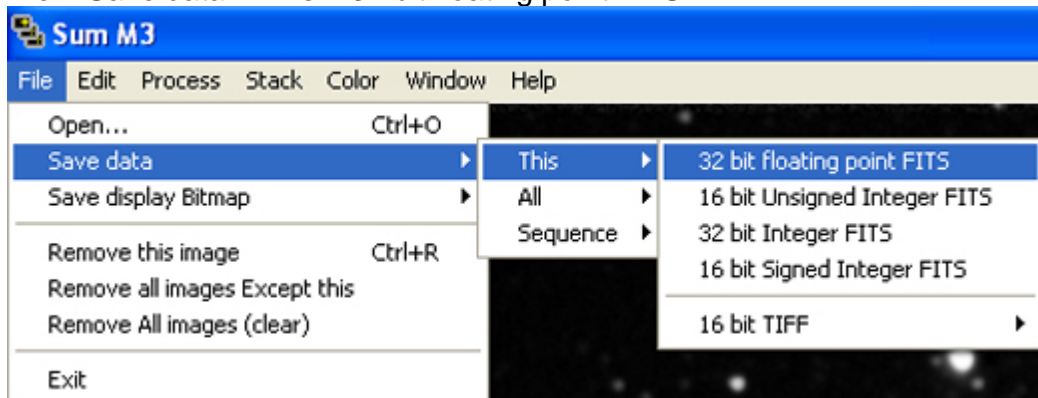 Sum M3
File Edit Process Stack Color Window Help
Open... Ctrl+O
Save data
Save display Bitmap
Remove this image Ctrl+R
Remove all images Except this
Remove All images (clear)
Exit
This
All
Sequence
32 bit floating point FITS
16 bit Unsigned Integer FITS
32 bit Integer FITS
16 bit Signed Integer FITS
16 bit TIFF